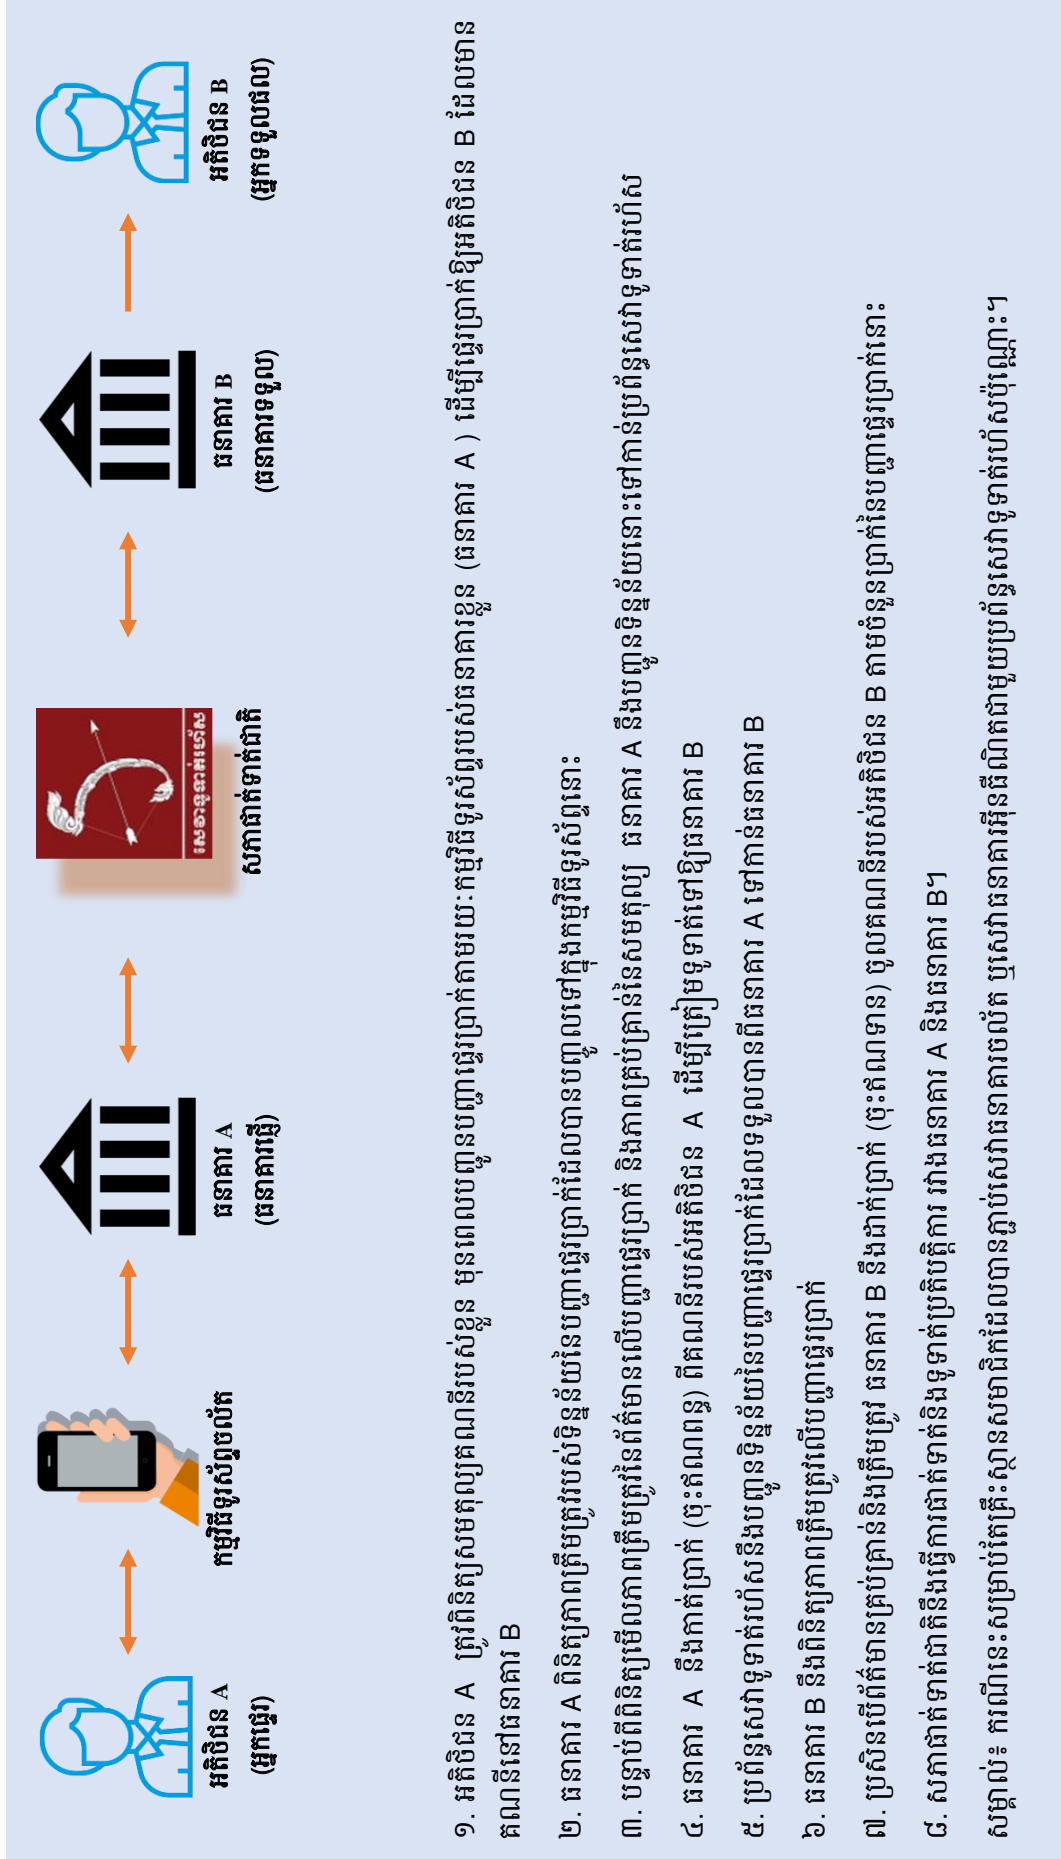 អតិថិជន A
(អ្នកផ្ញើរ)
កម្មវិធីទូរស័ព្ទចល័ត
ធនាគារ A
(ធនាគារផ្ញើ)
សេវាទូទាត់រហ័ស
សភាផាត់ទាត់ជាតិ
ធនាគារ B
(ធនាគារទទួល)
អតិថិជន B
(អ្នកទទួលផល)
១. អតិថិជន A ត្រូវពិនិត្យសមតុល្យគណនីរបស់ខ្លួន មុនពេលបញ្ជូនបញ្ជាផ្ទេរប្រាក់តាមរយៈកម្មវិធីទូរស័ព្ទរបស់ធនាគារខ្លួន (ធនាគារ A ) ដើម្បីផ្ទេរប្រាក់ឱ្យអតិថិជន B ដែលមាន
គណនីនៅធនាគារ B
២. ធនាគារ A ពិនិត្យភាពត្រឹមត្រូវរបស់ទិន្នន័យនៃបញ្ជាផ្ទេរប្រាក់ដែលបានបញ្ចូលទៅក្នុងកម្មវិធីទូរស័ព្ទនោះ
៣. បន្ទាប់ពីពិនិត្យមើលភាពត្រឹមត្រូវនៃព័ត៌មានលើបញ្ជាផ្ទេរប្រាក់ និងភាពគ្រប់គ្រាន់នៃសមតុល្យ ធនាគារ A នឹងបញ្ជូនទិន្នន័យនោះទៅកាន់ប្រព័ន្ធសេវាទូទាត់រហ័ស
៤. ធនាគារ A នឹងកាត់ប្រាក់ (ចុះឥណពន្ធ) ពីគណនីរបស់អតិថិជន A ដើម្បីត្រៀមទូទាត់ទៅឱ្យធនាគារ B
៥. ប្រព័ន្ធសេវាទូទាត់រហ័សនឹងបញ្ជូនទិន្នន័យនៃបញ្ជាផ្ទេរប្រាក់ដែលទទួលបានពីធនាគារ A ទៅកាន់ធនាគារ B
៦. ធនាគារ B នឹងពិនិត្យភាពត្រឹមត្រូវលើបញ្ជាផ្ទេរប្រាក់
៧. ប្រសិនបើព័ត៌មានគ្រប់គ្រាន់និងត្រឹមត្រូវ ធនាគារ B នឹងដាក់ប្រាក់ (ចុះឥណទាន) ចូលគណនីរបស់អតិថិជន B តាមចំនួនប្រាក់នៃបញ្ជាផ្ទេរប្រាក់នោះ
៨. សភាផាត់ទាត់ជាតិនឹងធ្វើការផាត់ទាត់និងទូទាត់ប្រតិបត្តិការ រវាងធនាគារ A និងធនាគារ B។
សម្គាល់៖ ករណីនេះសម្រាប់តែគ្រឹះស្ថានសមាជិកដែលបានភ្ជាប់សេវាធនាគារចល័ត ឬសេវាធនាគារអ៊ិនធឺណិតជាមួយប្រព័ន្ធសេវាទូទាត់រហ័សប៉ុណ្ណោះ។